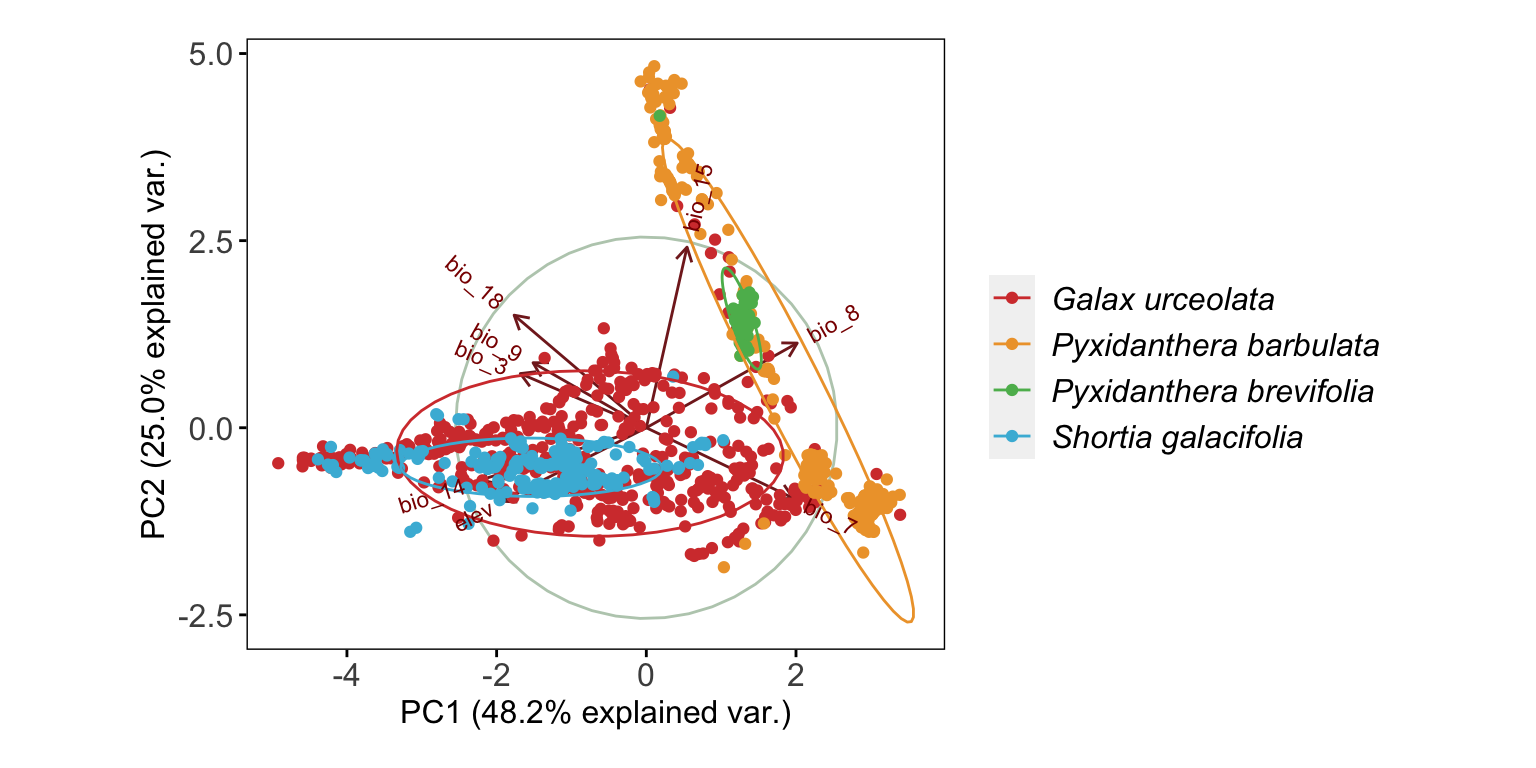 5.0
2.5
0.0
-2.5
PC2 (25.0% explained var.)
bio_15
bio_18
bio_9
bio_3
bio_8
bio_14
elev
bio_7
-4
-2
0
2
PC1 (48.2% explained var.)
Galax urceolata
Pyxidanthera barbulata
Pyxidanthera brevifolia
Shortia galacifolia